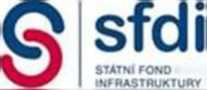 sfdi
STÁTNÍ FOND
INFRASTRUKTURY